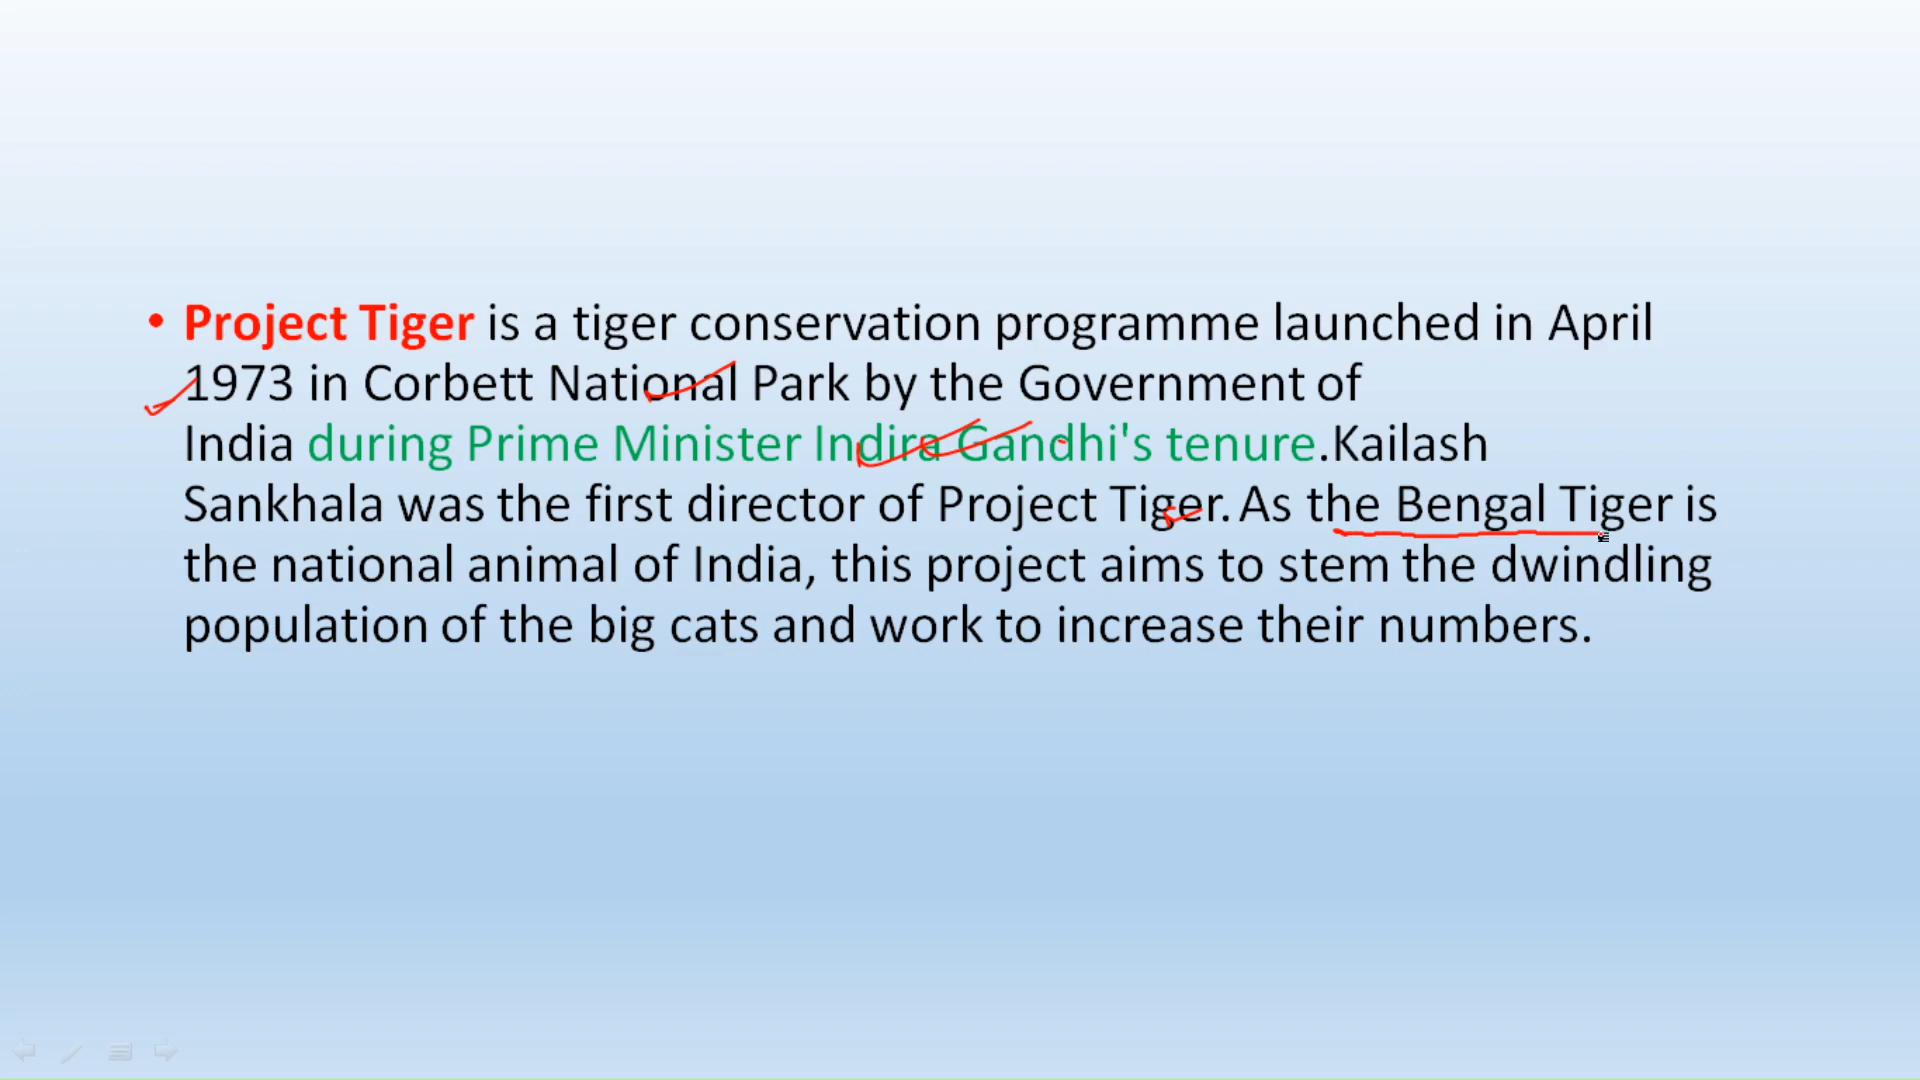 • Project Tiger is a tiger conservation programme launched in April
1973 in Corbett National Park by the Government of
India during Prime Minister Indira Gandhi's tenure.Kailash
Sankhala was the first director of Project Tiger. As the Bengal Tiger is
the national animal of India, this project aims to stem the dwindling
population of the big cats and work to increase their numbers.